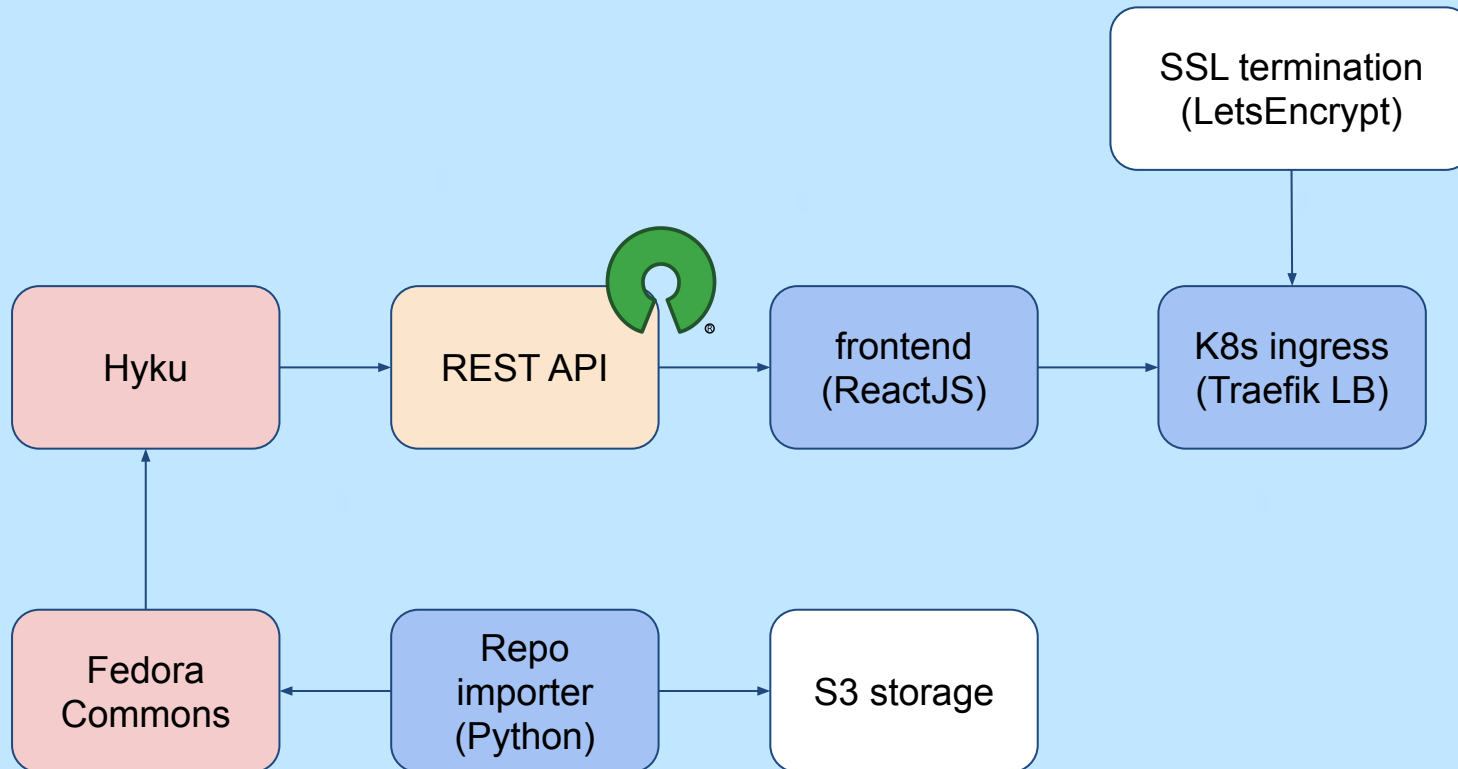 SSL termination
(LetsEncrypt)
Hyku
REST API
®
frontend
(ReactJS)
K8s ingress
(Traefik LB)
Fedora
Commons
Repo
importer
(Python)
S3 storage